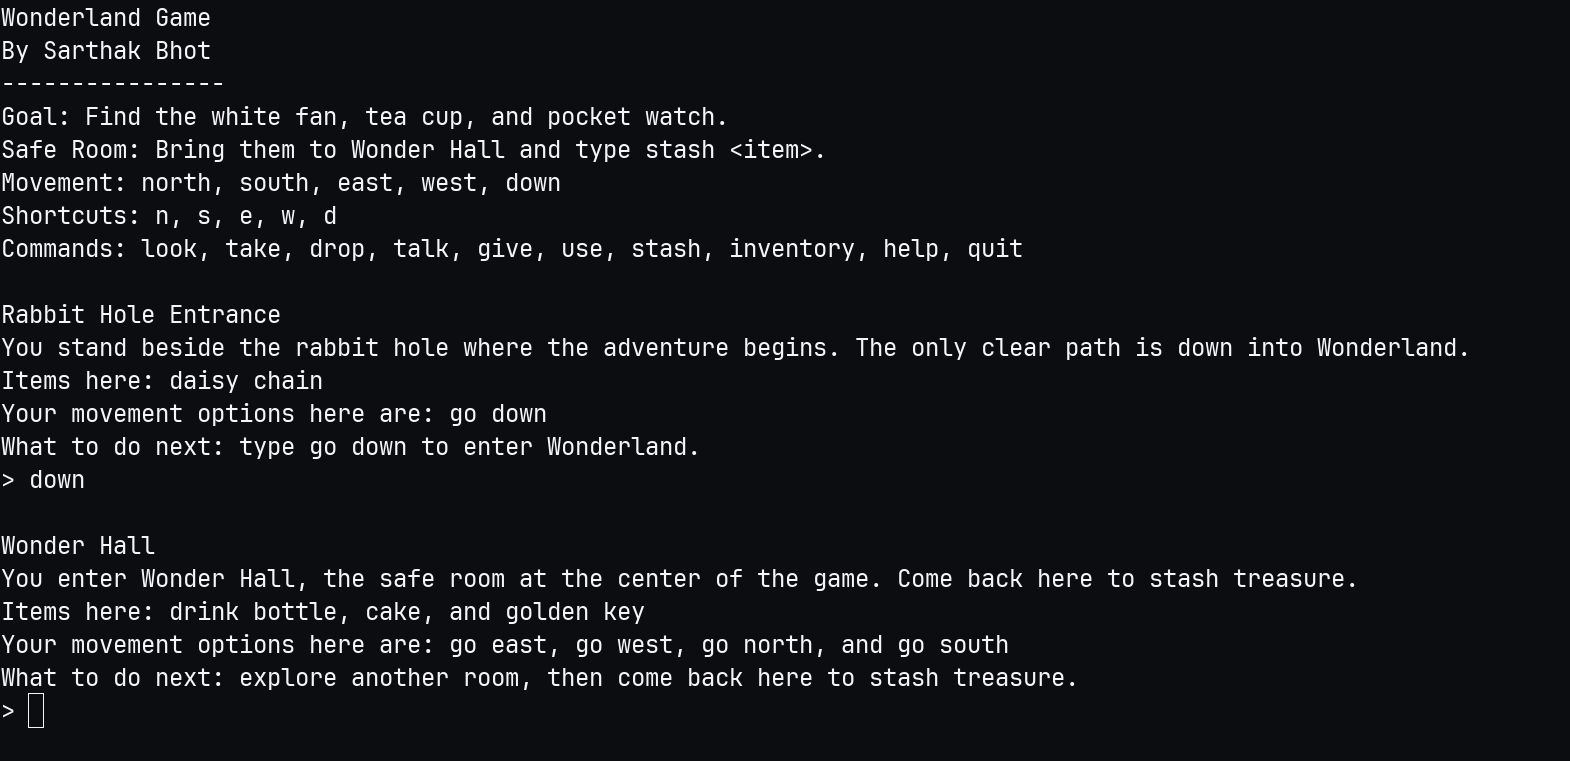 Wonderland Game
By Sarthak Bhot
----------------
Goal: Find the white fan, tea cup, and pocket watch.
Safe Room: Bring them to Wonder Hall and type stash <item>.
Movement: north, south, east, west, down
Shortcuts: n, s, e, w, d
Commands: look, take, drop, talk, give, use, stash, inventory, help, quit

Rabbit Hole Entrance
You stand beside the rabbit hole where the adventure begins. The only clear path is down into Wonderland.
Items here: daisy chain
Your movement options here are: go down
What to do next: type go down to enter Wonderland.
> down

Wonder Hall
You enter Wonder Hall, the safe room at the center of the game. Come back here to stash treasure.
Items here: drink bottle, cake, and golden key
Your movement options here are: go east, go west, go north, and go south
What to do next: explore another room, then come back here to stash treasure.
>